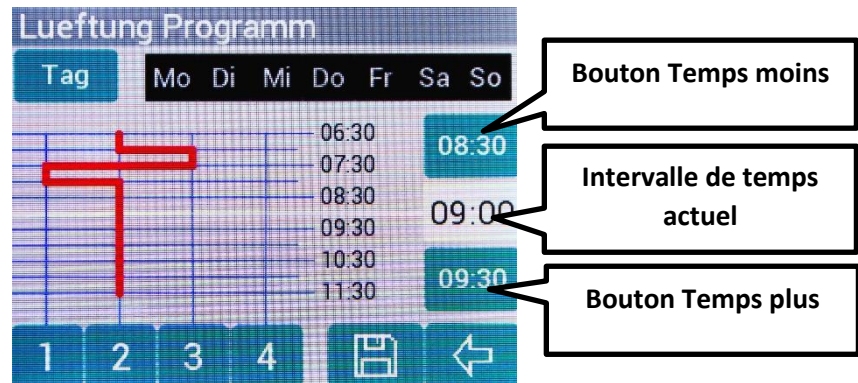 Lueftung Programm
Tag
Mo Di Mi Do Fr Sa So
Bouton Temps moins
06:30
07:30
08:30
09:30
10:30
11:30
08:30
09:00
09:30
Intervalle de temps
actuel
Bouton Temps plus
1 2 3 4